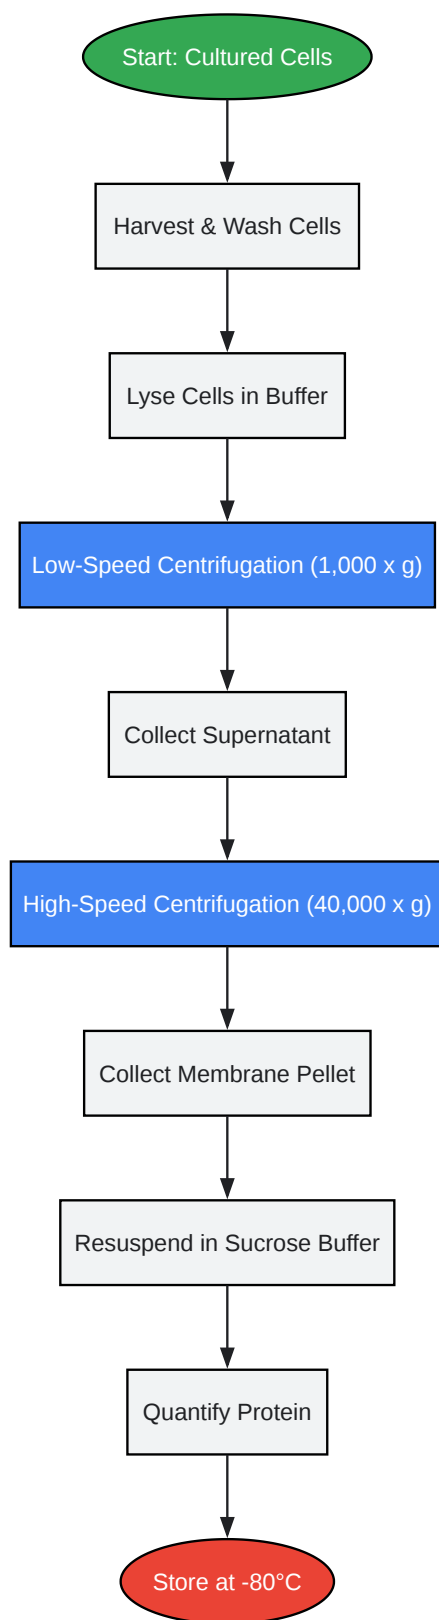 Start: Cultured Cells
Harvest & Wash Cells
Lyse Cells in Buffer
Low-Speed Centrifugation (1,000 x g)
Collect Supernatant
High-Speed Centrifugation (40,000 x g)
Collect Membrane Pellet
Resuspend in Sucrose Buffer
Quantify Protein
Store at -80°C